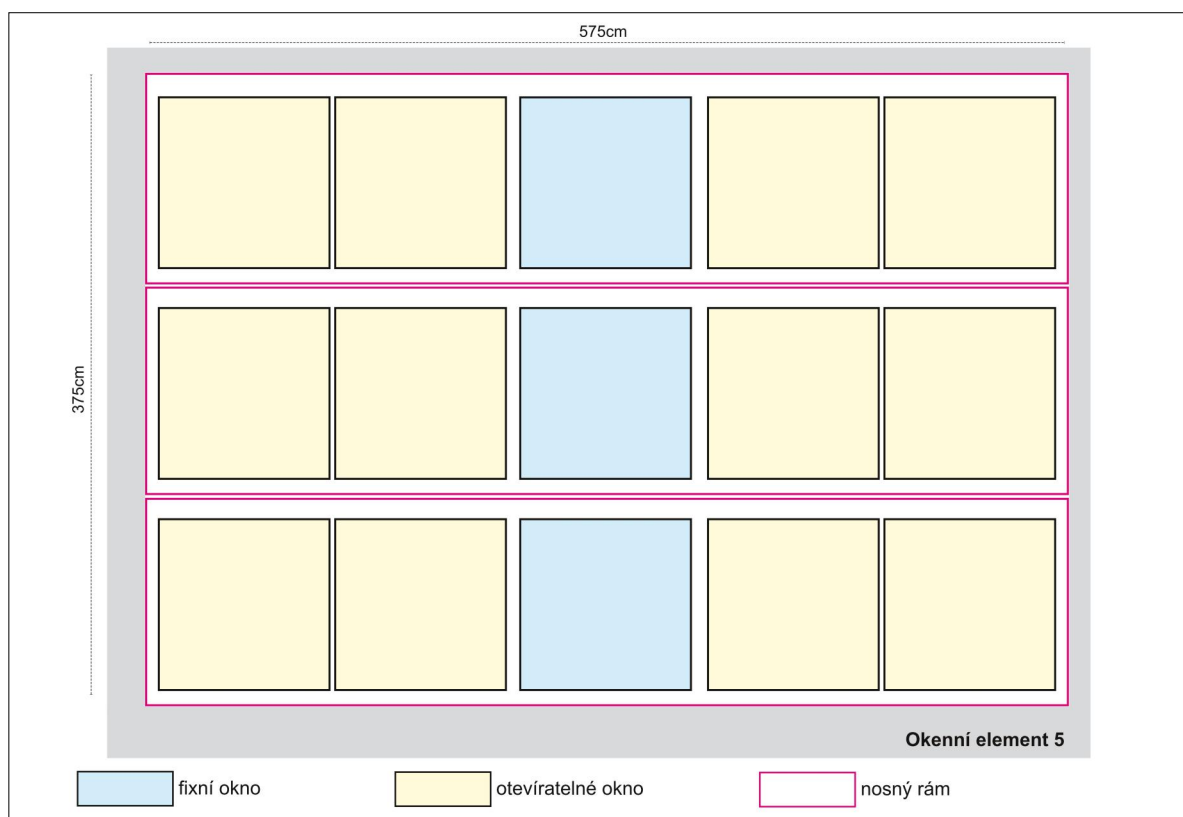 575cm
375cm
Okenní element 5
fixní okno
otevíratelné okno
nosný rám